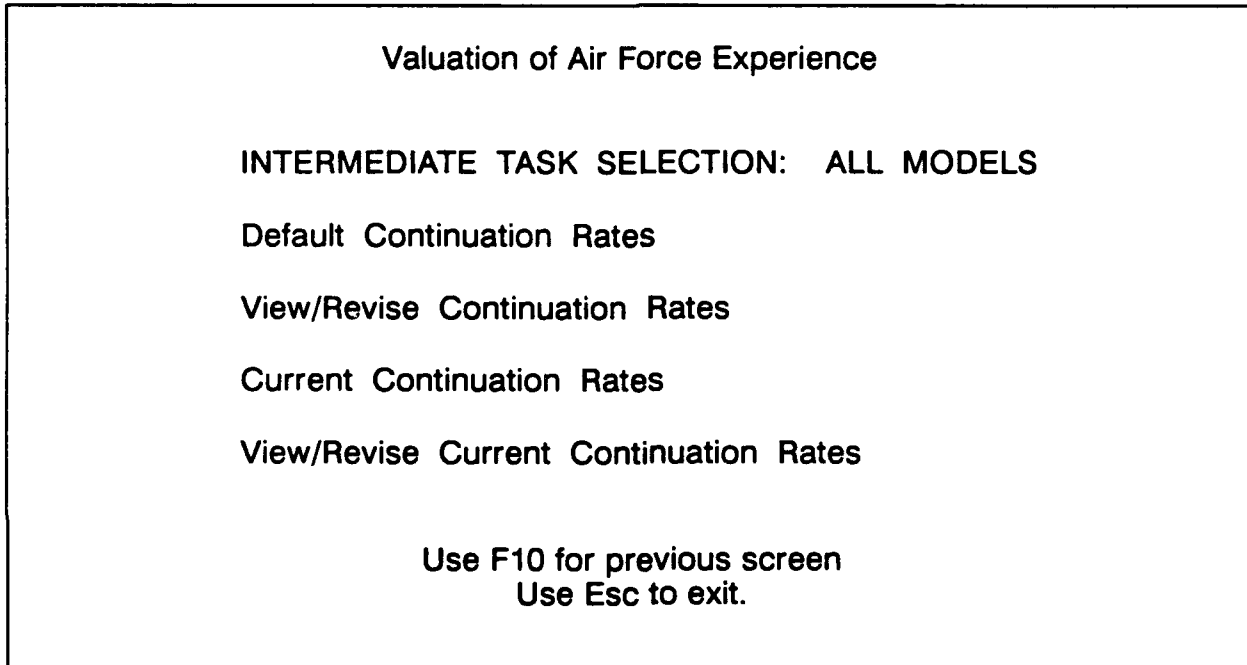 Valuation of Air Force Experience
INTERMEDIATE TASK SELECTION: ALL MODELS
Default Continuation Rates
View/Revise Continuation Rates
Current Continuation Rates
View/Revise Current Continuation Rates
Use F10 for previous screen
Use Esc to exit.